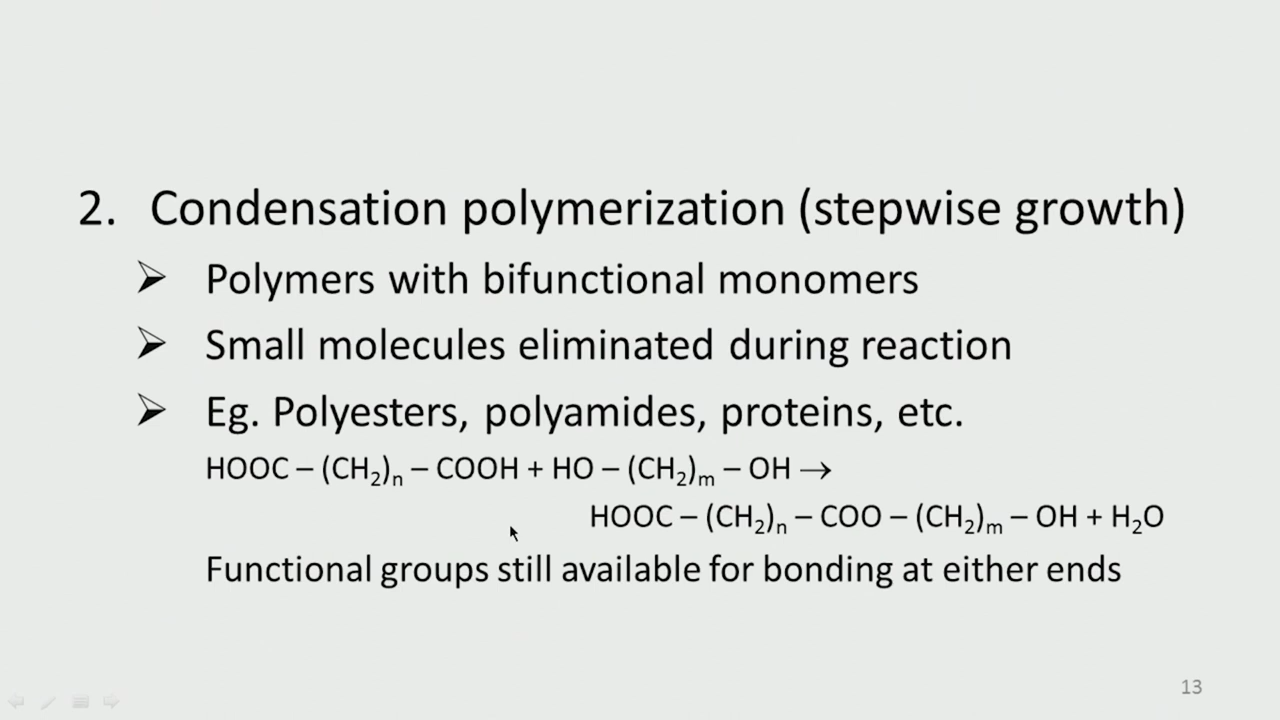 2. Condensation polymerization (stepwise growth)
➢ Polymers with bifunctional monomers
➢ Small molecules eliminated during reaction
➢ Eg. Polyesters, polyamides, proteins, etc.
HOOC – (CH₂)ₙ – COOH + HO – (CH₂)ₘ – OH →
HOOC – (CH₂)ₙ – COO – (CH₂)ₘ – OH + H₂O
Functional groups still available for bonding at either ends
13